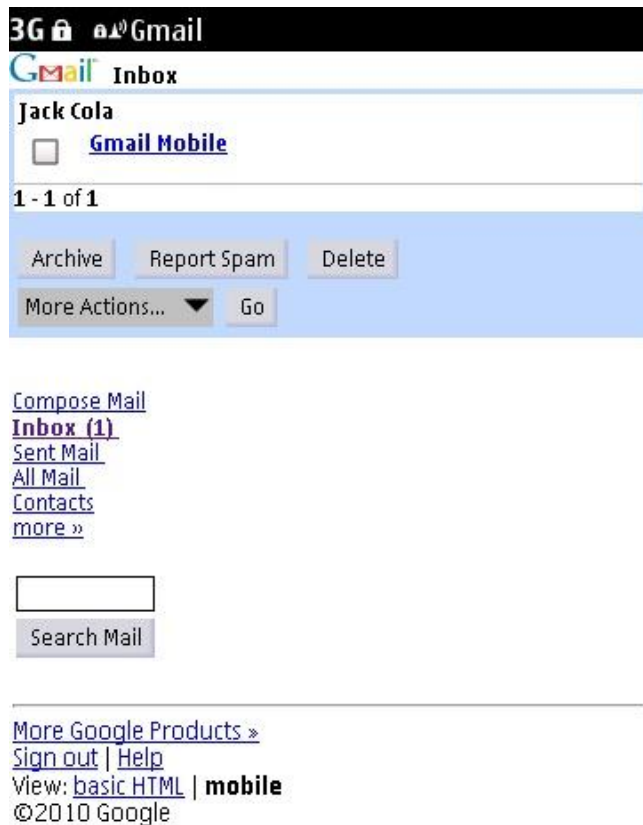 3G Gmail
Gmail Inbox
Jack Cola
Gmail Mobile
1 - 1 of 1
Archive Report Spam Delete
More Actions... Go
Compose Mail
Inbox (1)
Sent Mail
All Mail
Contacts
more »
Search Mail
More Google Products »
Sign out | Help
View: basic HTML | mobile
©2010 Google